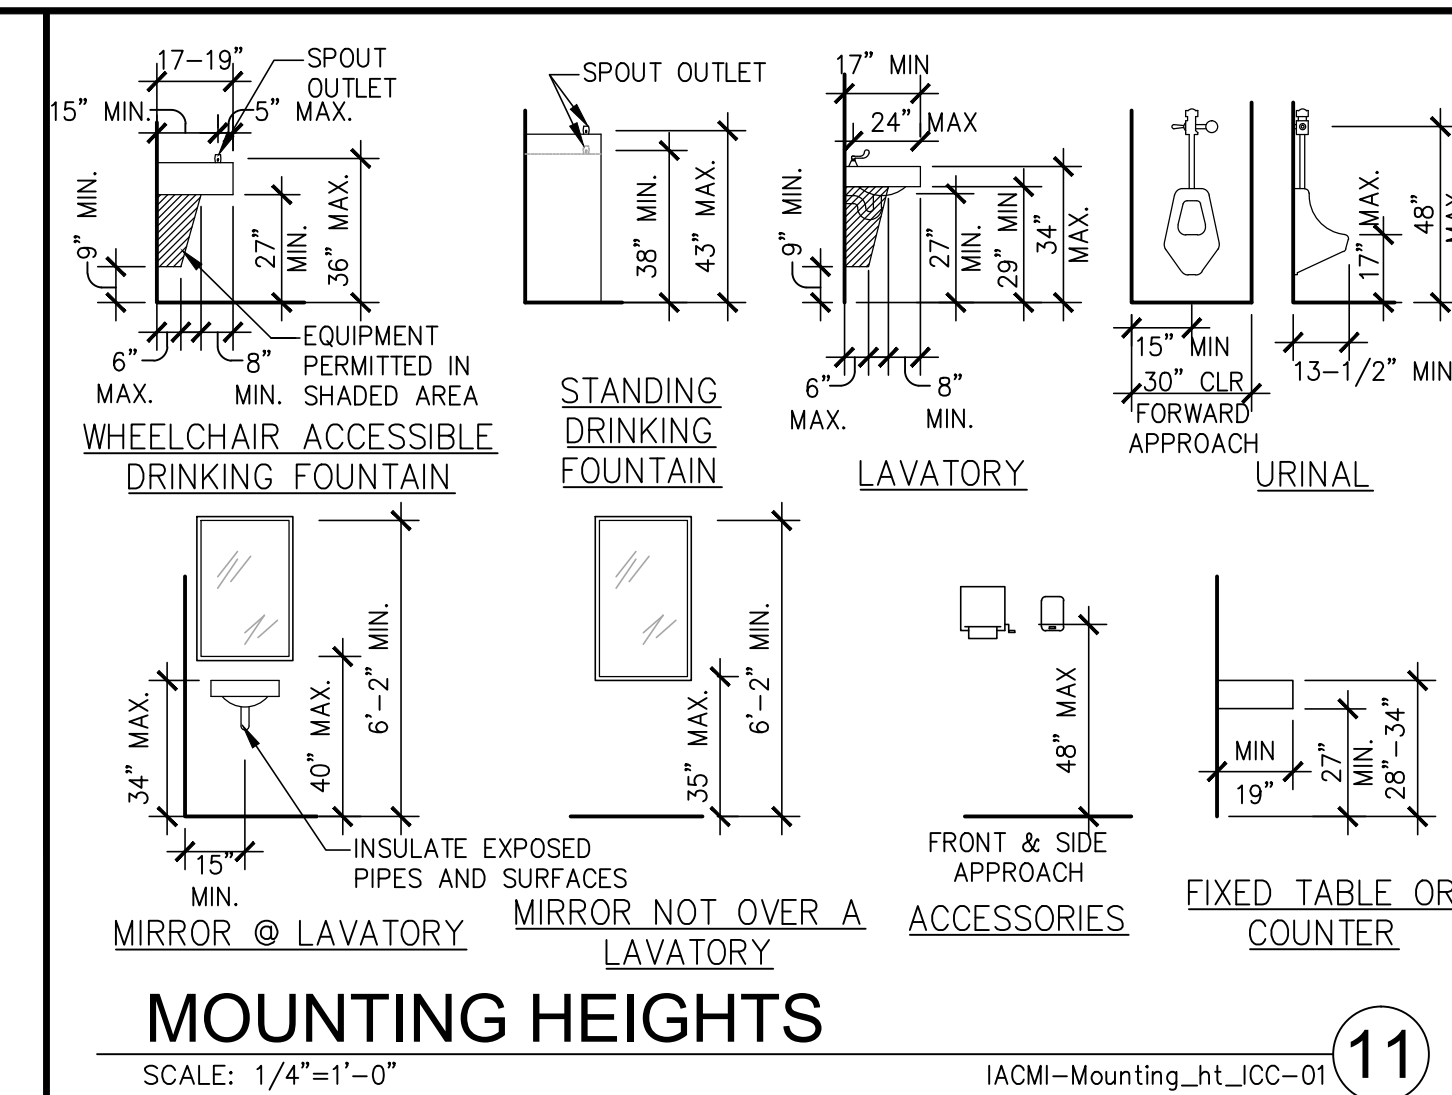 17-19"
SPOUT
OUTLET
15" MIN.
5" MAX.
9" MIN.
27" MIN.
36" MAX.
6" MAX.
8" MIN.
EQUIPMENT
PERMITTED IN
SHADED AREA
WHEELCHAIR ACCESSIBLE
DRINKING FOUNTAIN
SPOUT OUTLET
38" MIN.
43" MAX.
STANDING
DRINKING
FOUNTAIN
17" MIN
24" MAX
9" MIN.
27" MIN.
29" MIN
34" MAX.
6" MAX.
8" MIN.
LAVATORY
17" MAX.
48" MAX
15" MIN
30" CLR
FORWARD
APPROACH
13-1/2" MIN
URINAL
34" MAX.
40" MAX.
6'-2" MIN.
15" MIN.
INSULATE EXPOSED
PIPES AND SURFACES
MIRROR @ LAVATORY
35" MAX.
6'-2" MIN.
MIRROR NOT OVER A
LAVATORY
48" MAX
FRONT & SIDE
APPROACH
ACCESSORIES
MIN
19"
27" MIN.
28"-34"
FIXED TABLE OR
COUNTER
MOUNTING HEIGHTS
SCALE: 1/4"=1'-0"
IACMI-Mounting_ht_ICC-01
11